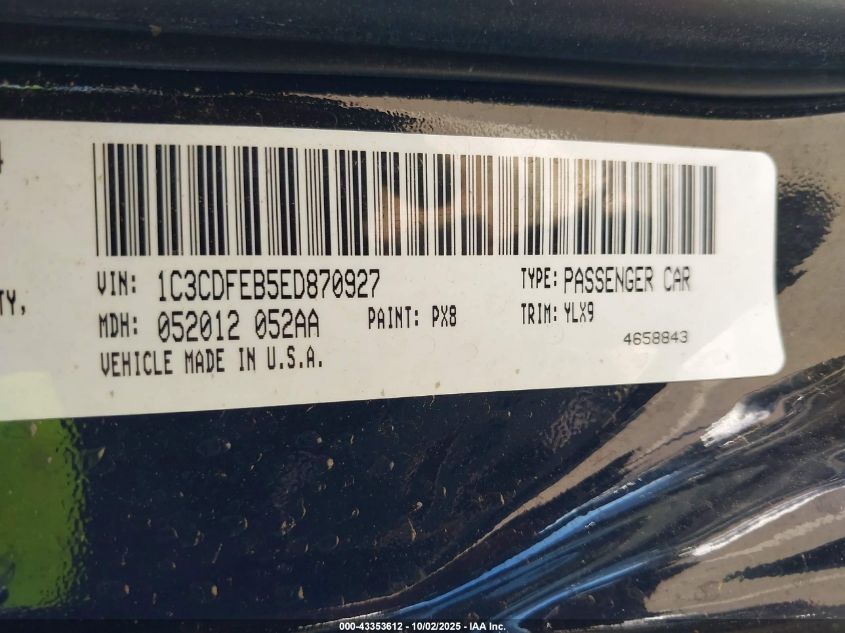 VIN: 1C3CDFEB5ED870927 TYPE: PASSENGER CAR
TY,
MDH: 052012 052AA PAINT: PX8 TRIM: YLX9
4658843
VEHICLE MADE IN U.S.A.
000-43353612 - 10/02/2025 - IAA Inc.